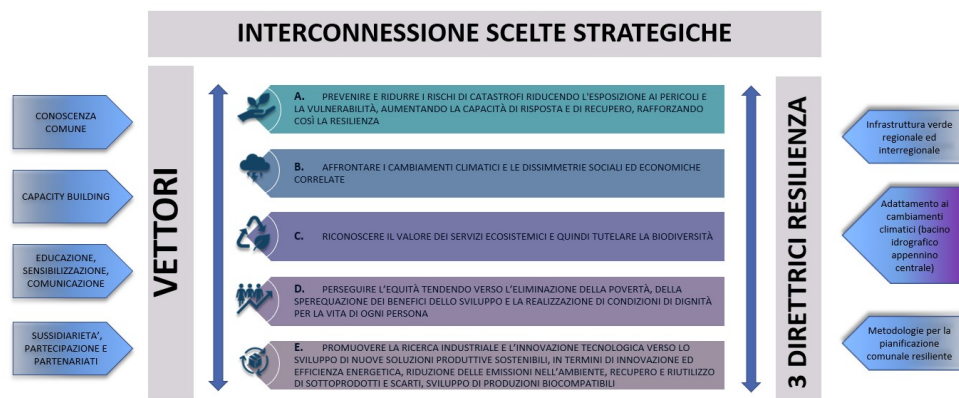 INTERCONNESSIONE SCELTE STRATEGICHE
CONOSCENZA
COMUNE
CAPACITY BUILDING
EDUCAZIONE,
SENSIBILIZZAZIONE,
COMUNICAZIONE
SUSSIDIARIETA’,
PARTECIPAZIONE E
PARTENARIATI
VETTORI
A. PREVENIRE E RIDURRE I RISCHI DI CATASTROFI RIDUCENDO L’ESPOSIZIONE AI PERICOLI E
LA VULNERABILITÀ, AUMENTANDO LA CAPACITÀ DI RISPOSTA E DI RECUPERO, RAFFORZANDO
COSÌ LA RESILIENZA
B. AFFRONTARE I CAMBIAMENTI CLIMATICI E LE DISSIMMETRIE SOCIALI ED ECONOMICHE
CORRELATE
C. RICONOSCERE IL VALORE DEI SERVIZI ECOSISTEMICI E QUINDI TUTELARE LA BIODIVERSITÀ
D. PERSEGUIRE L’EQUITÀ TENDENDO VERSO L’ELIMINAZIONE DELLA POVERTÀ, DELLA
SPEREQUAZIONE DEI BENEFICI DELLO SVILUPPO E LA REALIZZAZIONE DI CONDIZIONI DI DIGNITÀ
PER LA VITA DI OGNI PERSONA
E. PROMUOVERE LA RICERCA INDUSTRIALE E L’INNOVAZIONE TECNOLOGICA VERSO LO
SVILUPPO DI NUOVE SOLUZIONI PRODUTTIVE SOSTENIBILI, IN TERMINI DI INNOVAZIONE ED
EFFICIENZA ENERGETICA, RIDUZIONE DELLE EMISSIONI NELL’AMBIENTE, RECUPERO E RIUTILIZZO
DI SOTTOPRODOTTI E SCARTI, SVILUPPO DI PRODUZIONI BIOCOMPATIBILI
3 DIRETTRICI RESILIENZA
Infrastruttura verde
regionale ed
interregionale
Adattamento ai
cambiamenti
climatici (bacino
idrografico
appennino
centrale)
Metodologie per la
pianificazione
comunale resiliente